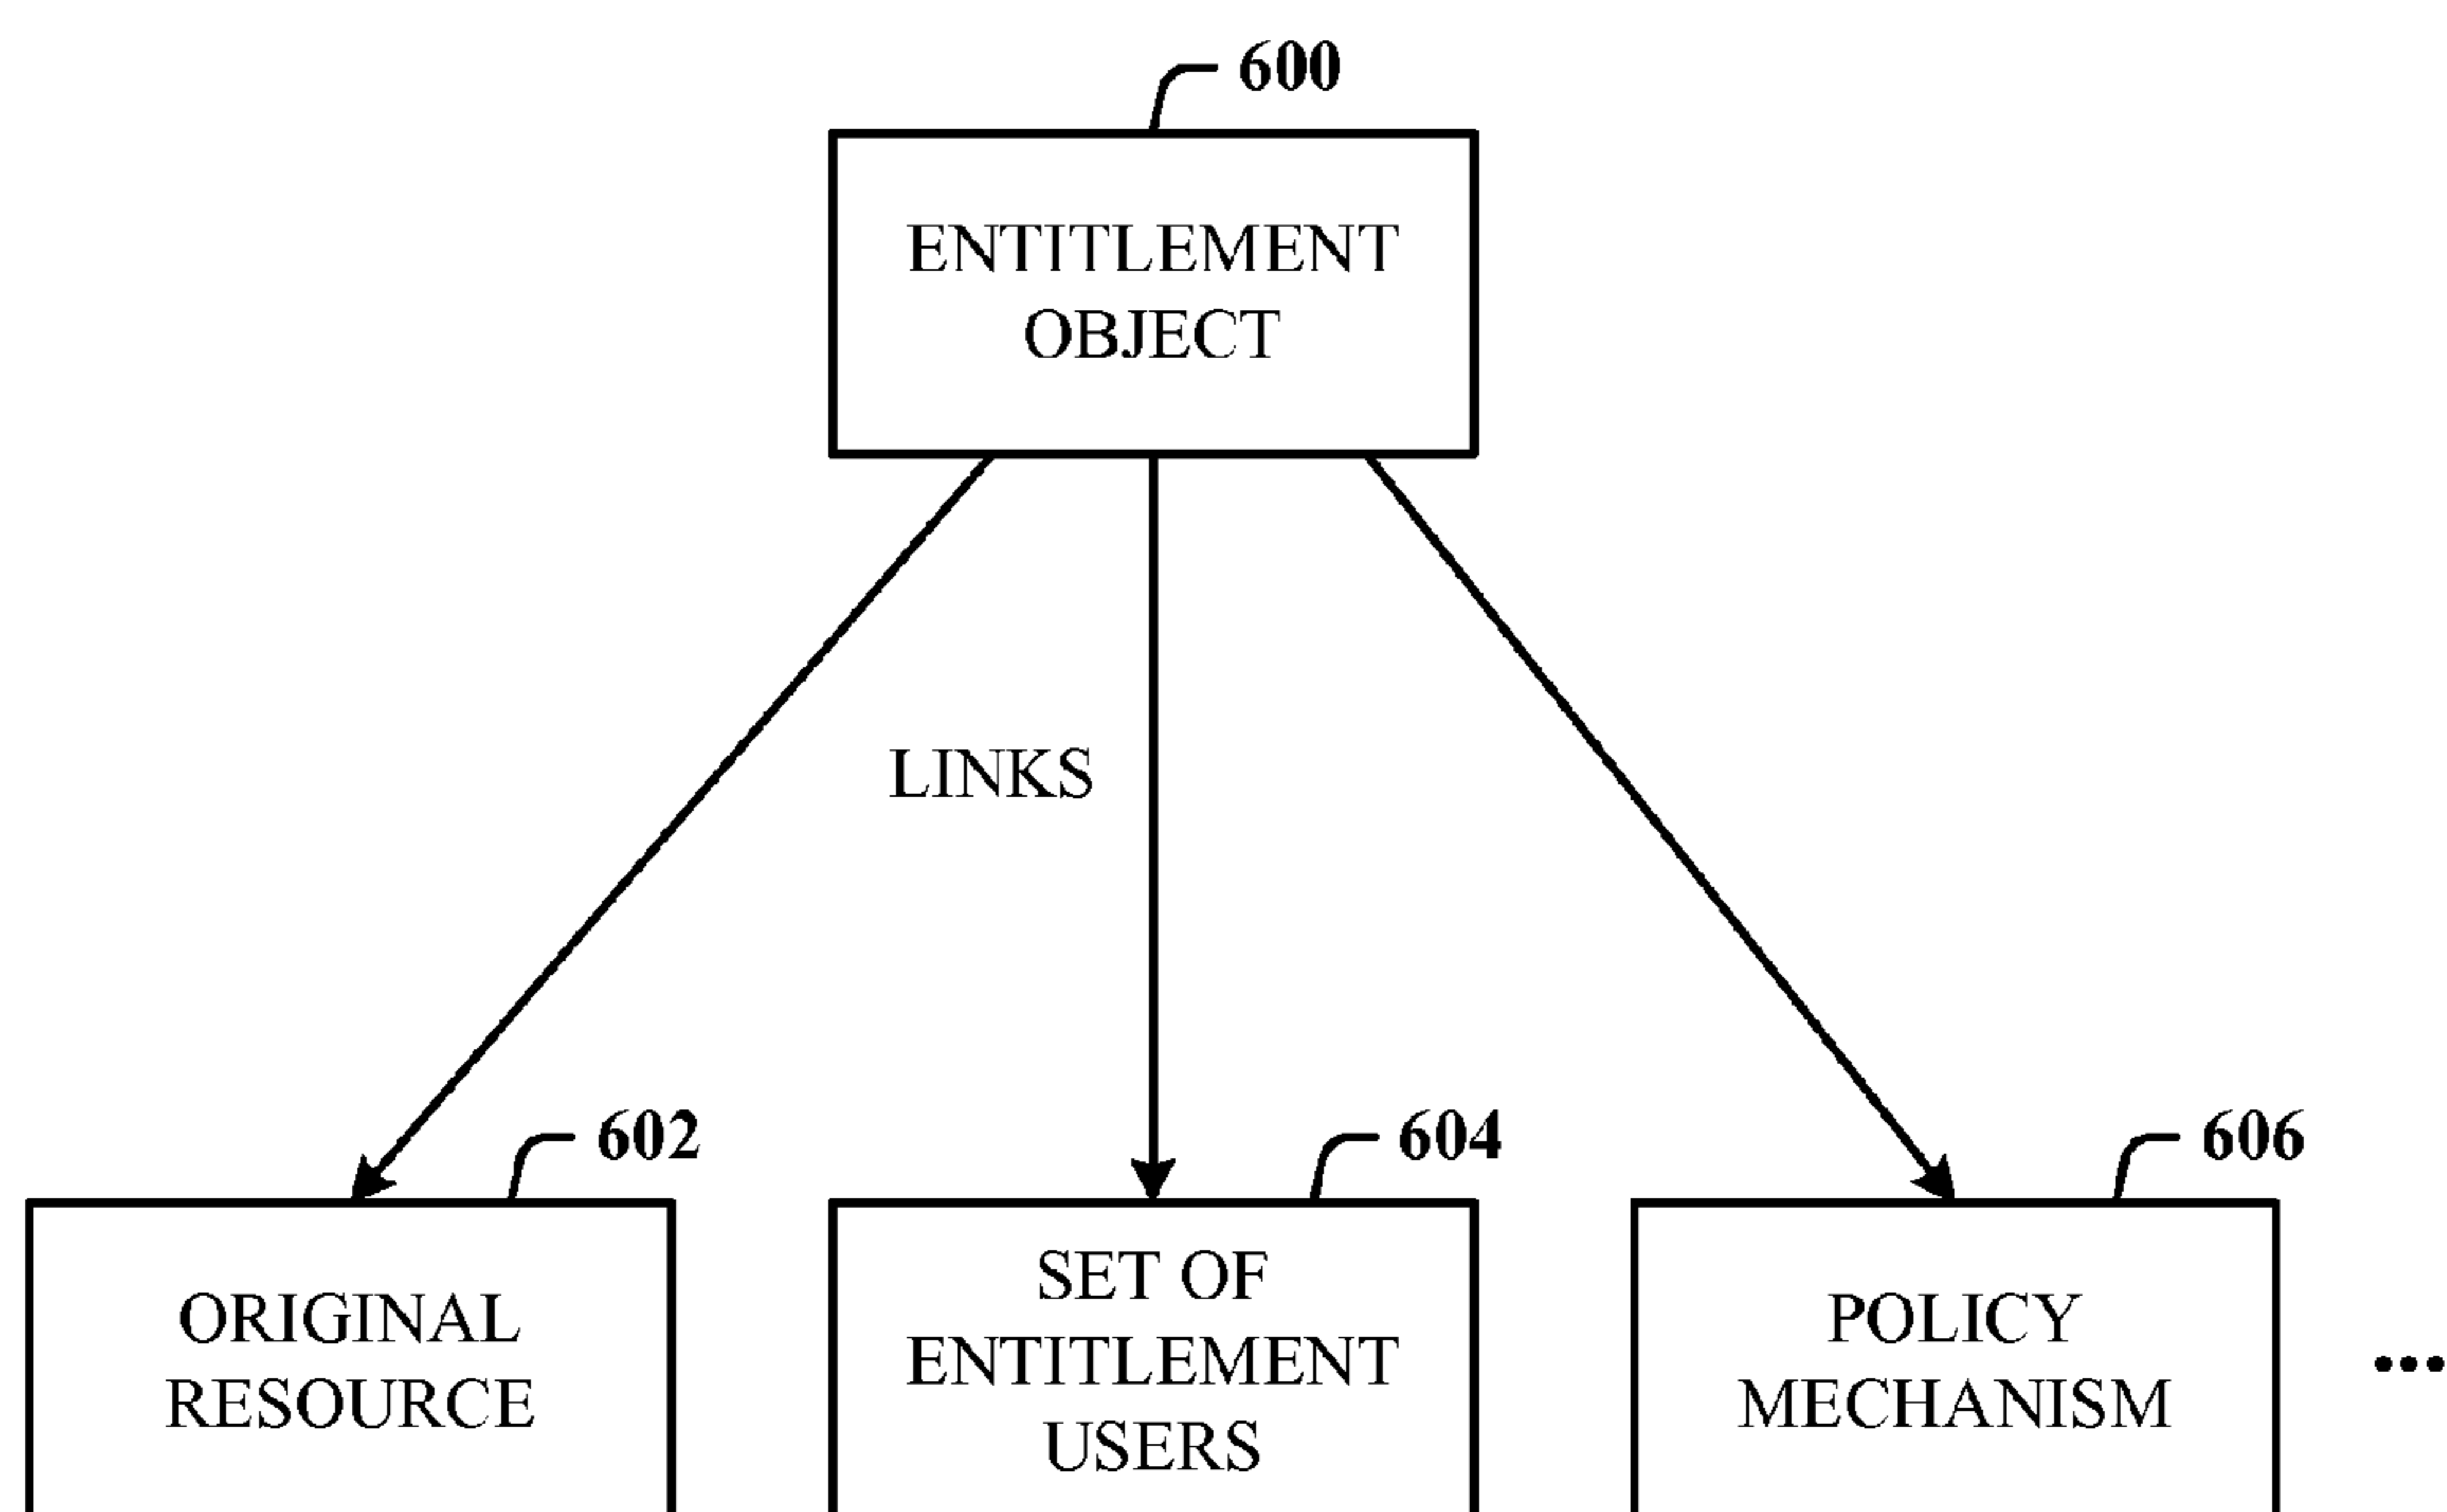 600
ENTITLEMENT
OBJECT
LINKS
602
604
606
ORIGINAL
RESOURCE
SET OF
ENTITLEMENT
USERS
POLICY
MECHANISM
•••